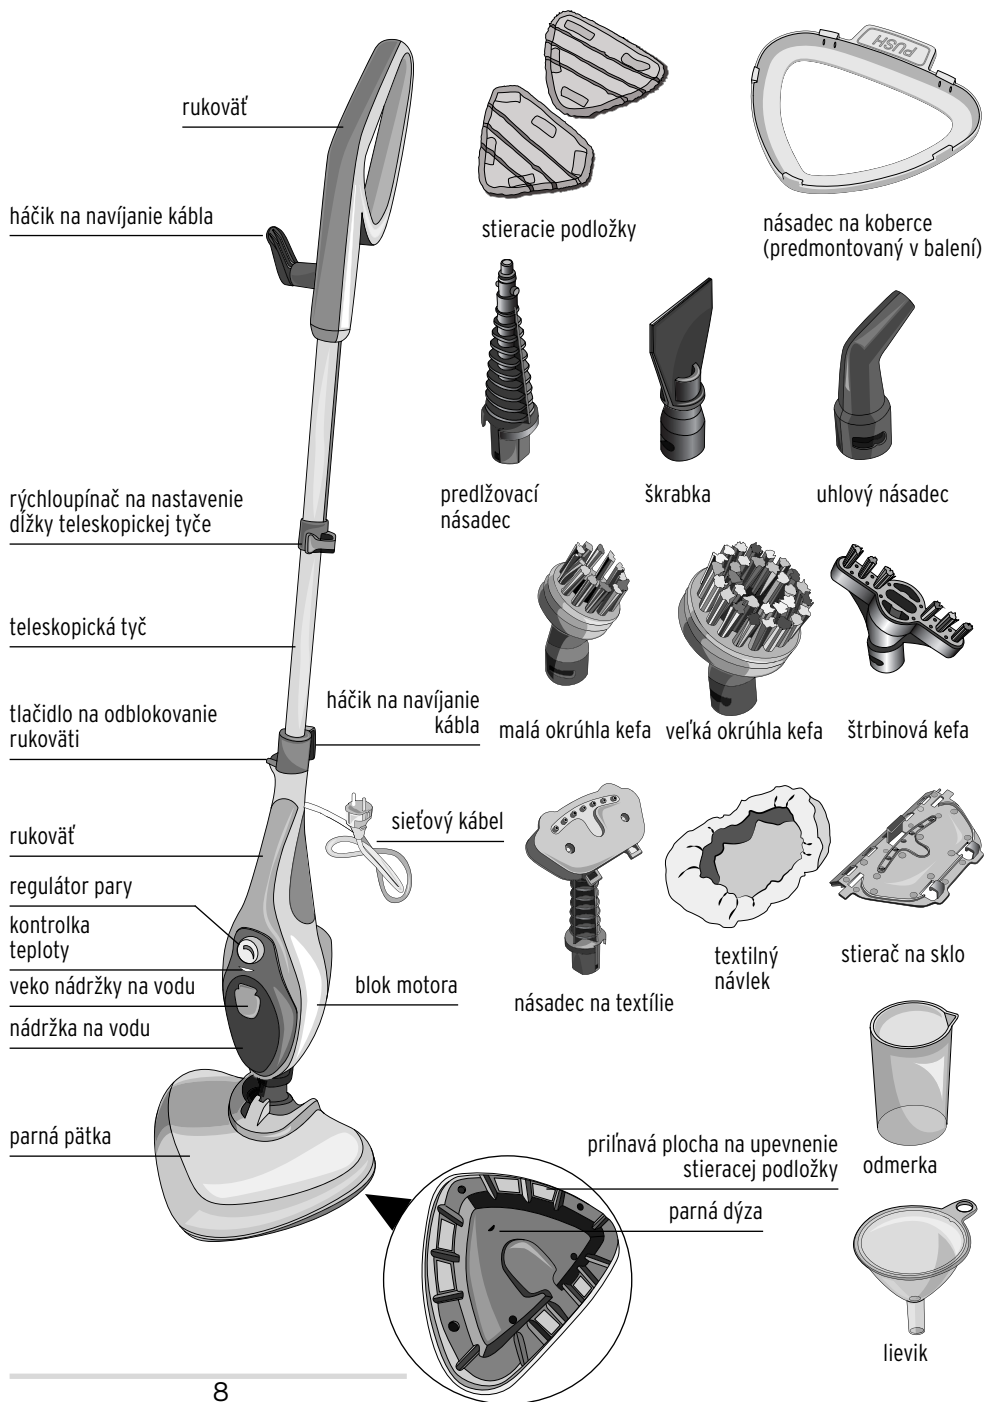 rukoväť
háčik na navíjanie kábla
rýchloupínač na nastavenie
dĺžky teleskopickej tyče
teleskopická tyč
tlačidlo na odblokovanie
rukoväti
háčik na navíjanie
kábla
sieťový kábel
rukoväť
regulátor pary
kontrolka
teploty
veko nádržky na vodu
nádržka na vodu
blok motora
parná pätka
priľnavá plocha na upevnenie
stieracej podložky
parná dýza
stieracie podložky
PUSH
násadec na koberce
(predmontovaný v balení)
predlžovací
násadec
škrabka
uhlový násadec
malá okrúhla kefa
veľká okrúhla kefa
štrbinová kefa
násadec na textílie
textilný
návlek
stierač na sklo
odmerka
lievik
8